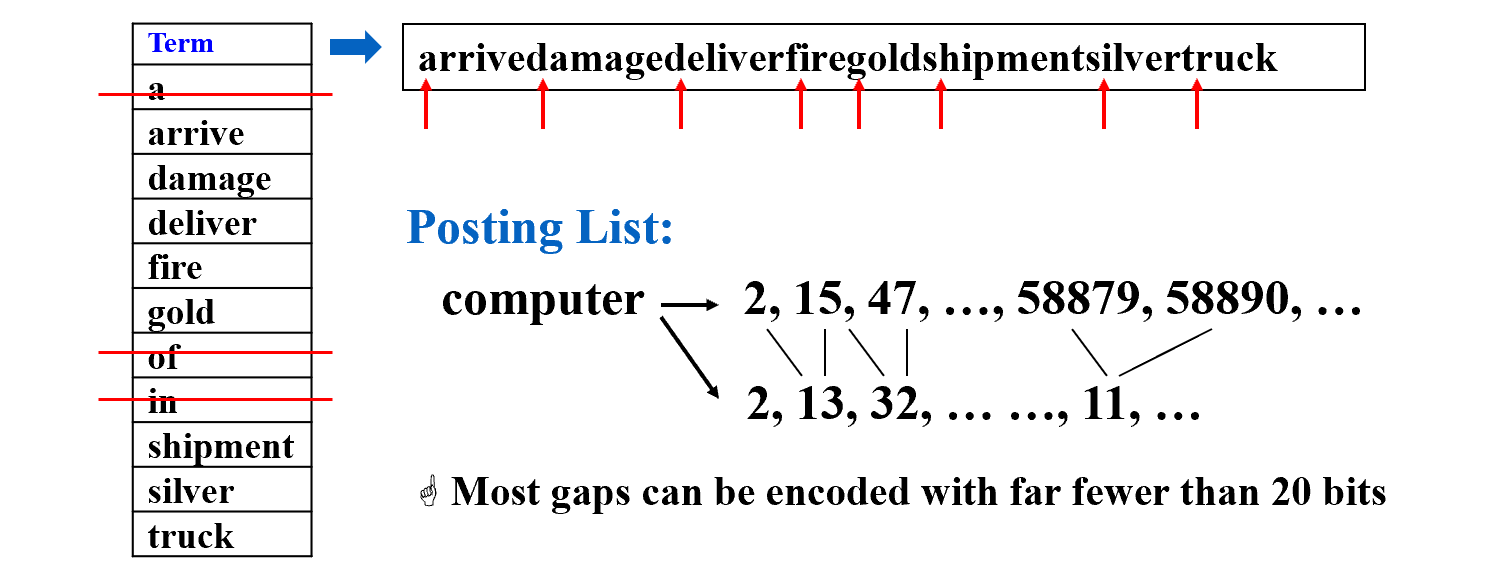 Term
a
arrive
damage
deliver
fire
gold
of
in
shipment
silver
truck
arrivedamagedeliverfiregoldshipmentsilvertruck
Posting List:
computer
2, 15, 47, …, 58879, 58890, …
2, 13, 32, … …, 11, …
☝ Most gaps can be encoded with far fewer than 20 bits